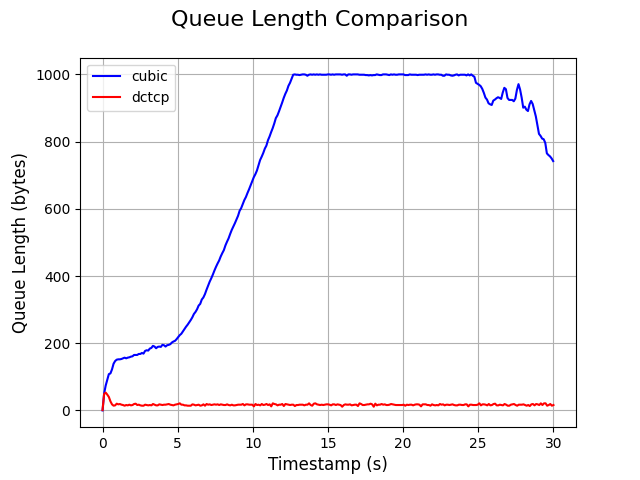 Queue Length Comparison
cubic
dctcp
Queue Length (bytes)
1000
800
600
400
200
0
0 5 10 15 20 25 30
Timestamp (s)